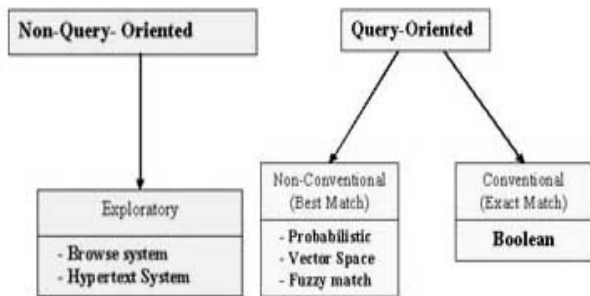 Non-Query- Oriented
Query-Oriented
Exploratory
- Browse system
- Hypertext System
Non-Conventional
(Best Match)
- Probabilistic
- Vector Space
- Fuzzy match
Conventional
(Exact Match)
Boolean